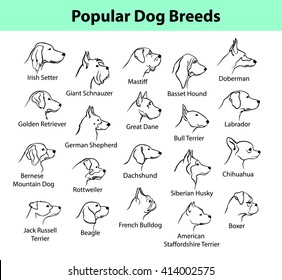 Popular Dog Breeds
Irish Setter
Giant Schnauzer
Mastiff
Basset Hound
Doberman
Golden Retriever
German Shepherd
Great Dane
Bull Terrier
Labrador
Bernese
Mountain Dog
Rottweiler
Dachshund
Siberian Husky
Chihuahua
Jack Russell
Terrier
Beagle
French Bulldog
American
Staffordshire Terrier
Boxer
shutterstock.com · 414002575